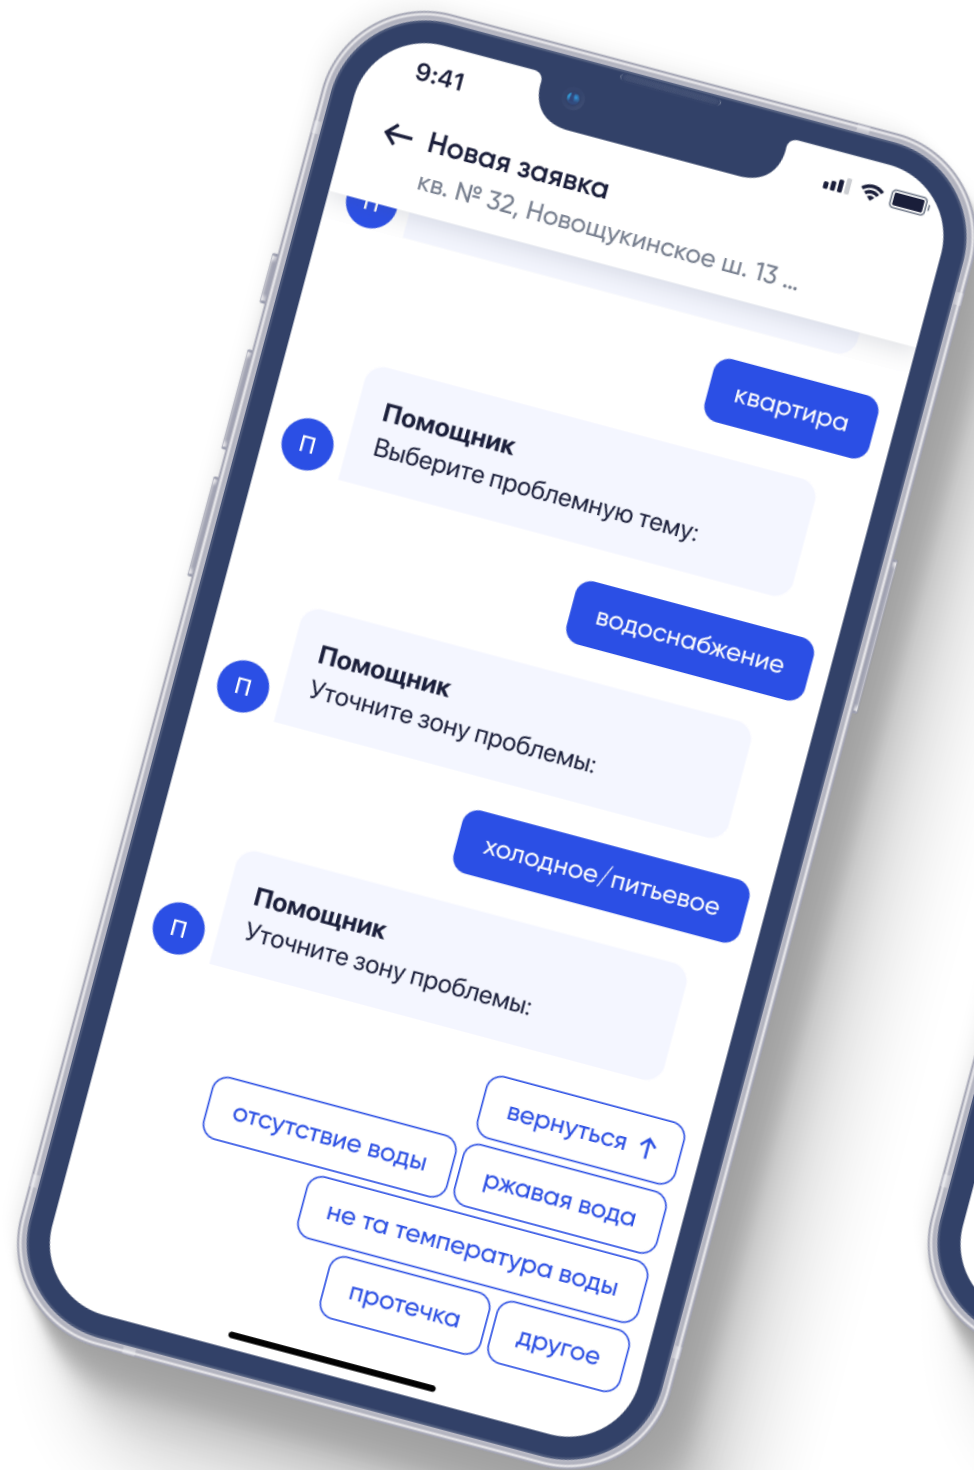 9:41
← Новая заявка
кв. № 32, Новощукинское ш. 13 ...
П
квартира
Помощник
Выберите проблемную тему:
П
водоснабжение
Помощник
Уточните зону проблемы:
П
холодное/питьевое
Помощник
Уточните зону проблемы:
П
вернуться ↑
отсутствие воды
ржавая вода
не та температура воды
протечка
другое